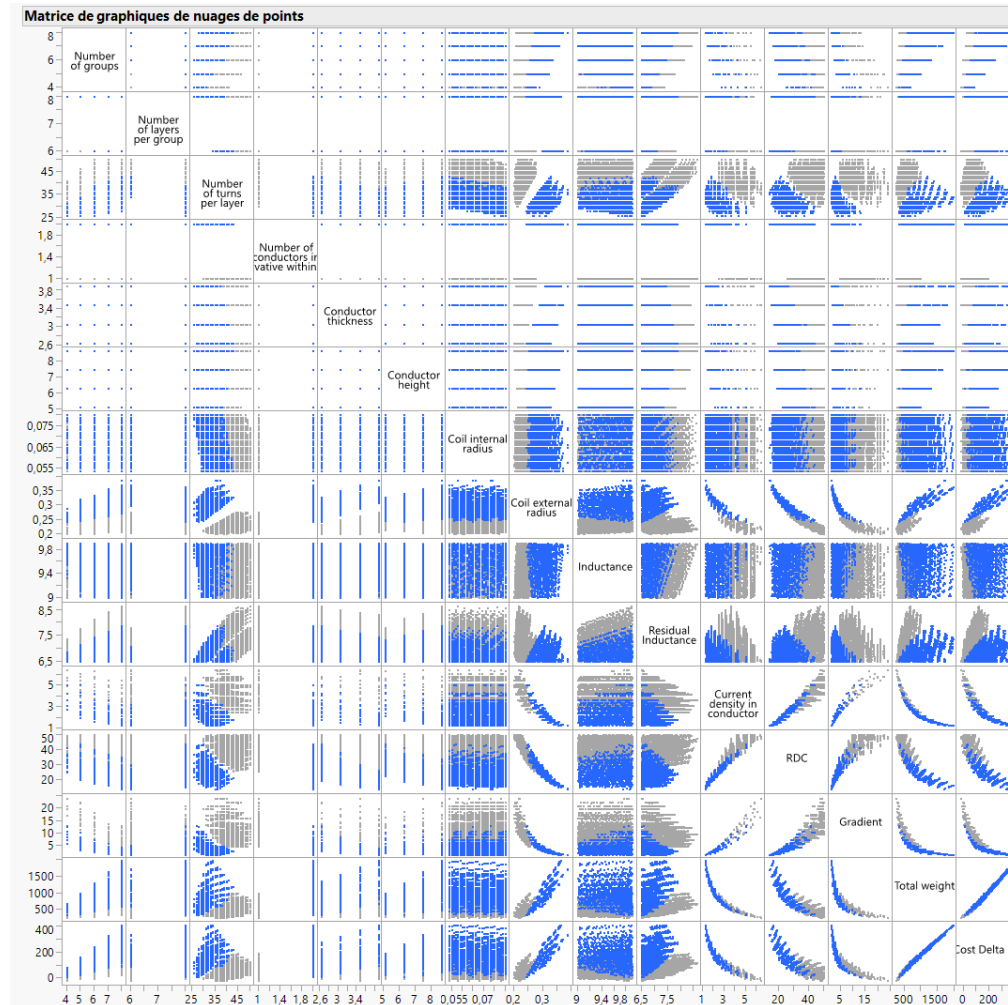 Matrice de graphiques de nuages de points
8
6
4
Number
of groups
8
7
6
Number
of layers
per group
45
35
25
Number
of turns
per layer
1,8
1,4
1
Number of
conductors ir
vative within
3,8
3,4
3
2,6
Conductor
thickness
8
7
6
5
Conductor
height
0,075
0,065
0,055
Coil internal
radius
0,35
0,3
0,25
0,2
Coil external
radius
9,8
9,4
9
Inductance
8,5
7,5
6,5
Residual
Inductance
5
3
1
Current
density in
conductor
50
40
30
20
RDC
20
15
10
5
Gradient
1500
1000
500
Total weight
400
200
0
Cost Delta
4 5 6 7 8 6 7 25 35 45 1 1,4 1,8 2,6 3 3,4 5 6 7 8 0,055 0,07 0,2 0,3 9 9,4 9,8 6,5 7,5 1 3 5 20 40 5 15 500 1500 0 200